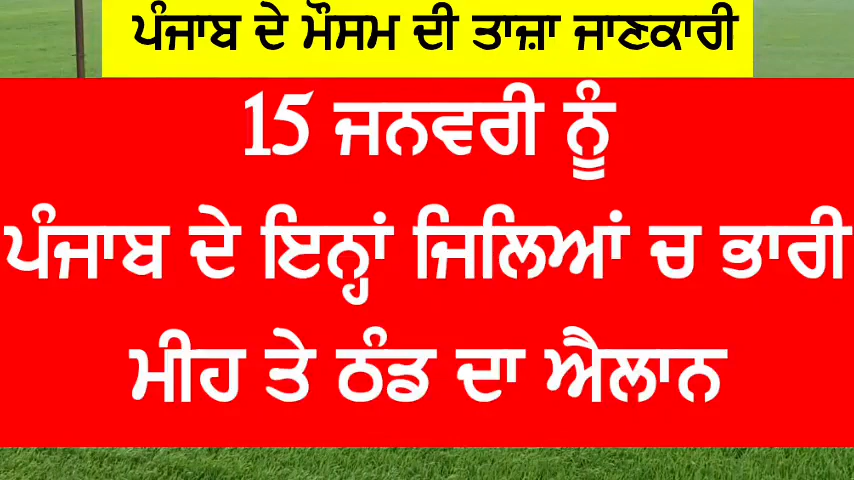 ਪੰਜਾਬ ਦੇ ਮੌਸਮ ਦੀ ਤਾਜ਼ਾ ਜਾਣਕਾਰੀ
15 ਜਨਵਰੀ ਨੂੰ
ਪੰਜਾਬ ਦੇ ਇਨ੍ਹਾਂ ਜਿਲਿਆਂ ਚ ਭਾਰੀ
ਮੀਹ ਤੇ ਠੰਡ ਦਾ ਐਲਾਨ